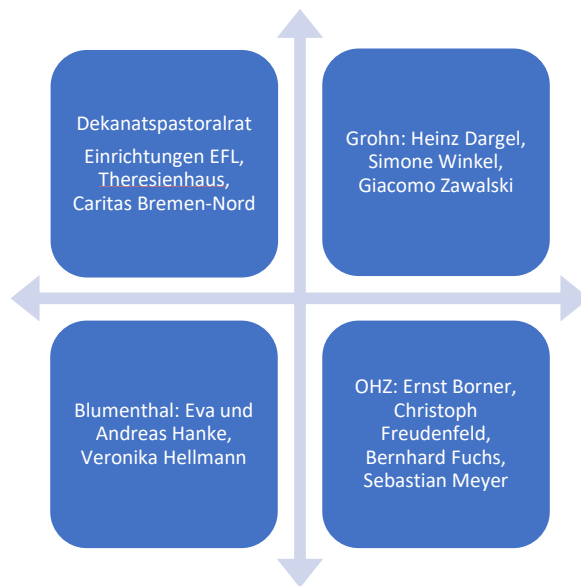 Dekanatspastoralrat
Einrichtungen EFL,
Theresienhaus,
Caritas Bremen-Nord
Grohn: Heinz Dargel,
Simone Winkel,
Giacomo Zawalski
Blumenthal: Eva und
Andreas Hanke,
Veronika Hellmann
OHZ: Ernst Borner,
Christoph
Freudenfeld,
Bernhard Fuchs,
Sebastian Meyer